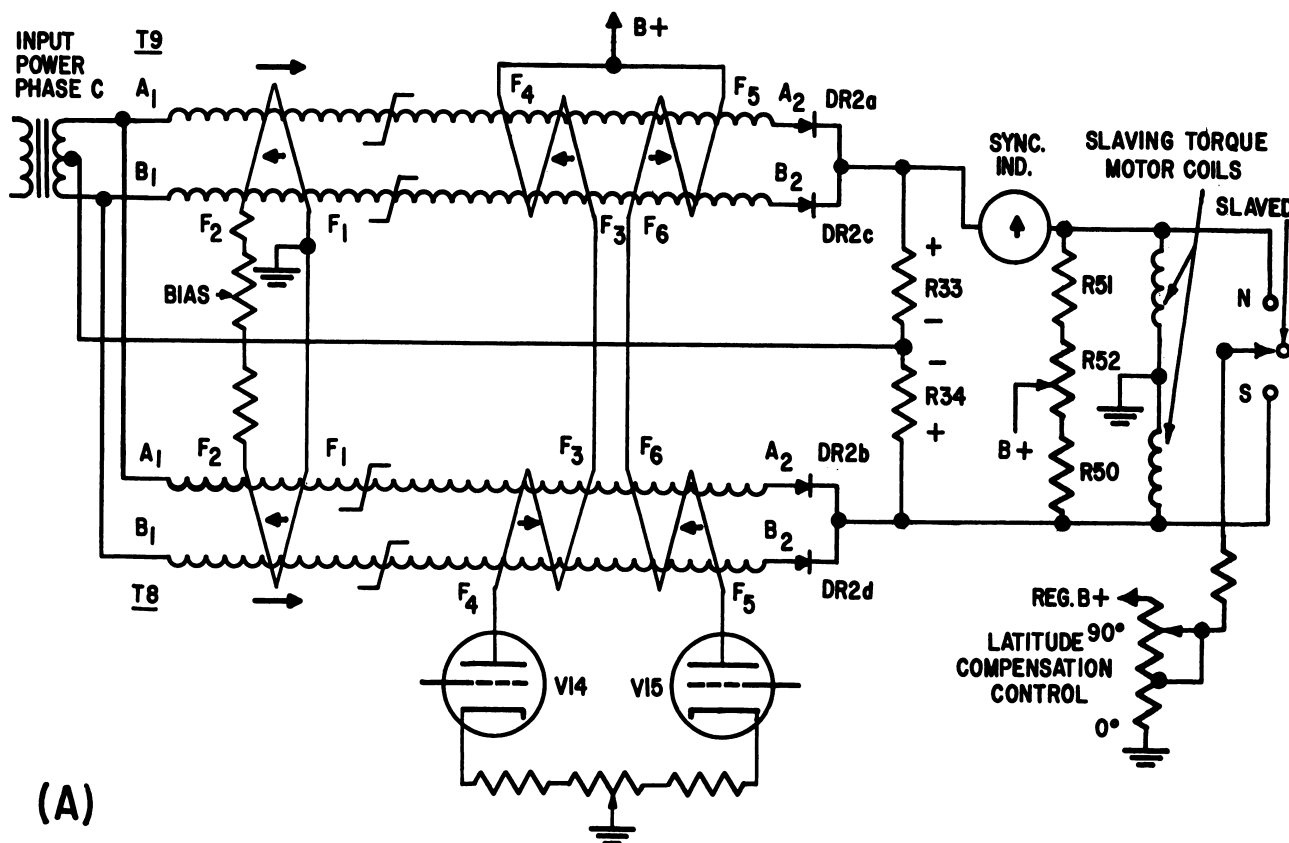 INPUT
POWER
PHASE C
T9
A1
B1
F2
F1
BIAS
B+
F4
F5
F3
F6
A2
B2
DR2a
DR2c
SYNC.
IND.
SLAVING TORQUE
MOTOR COILS
SLAVED
+
R33
−
−
R34
+
R51
R52
R50
B+
N
S
A1
B1
T8
F2
F1
F3
F6
F4
F5
A2
B2
DR2b
DR2d
V14
V15
REG. B+
90°
LATITUDE
COMPENSATION
CONTROL
0°
(A)